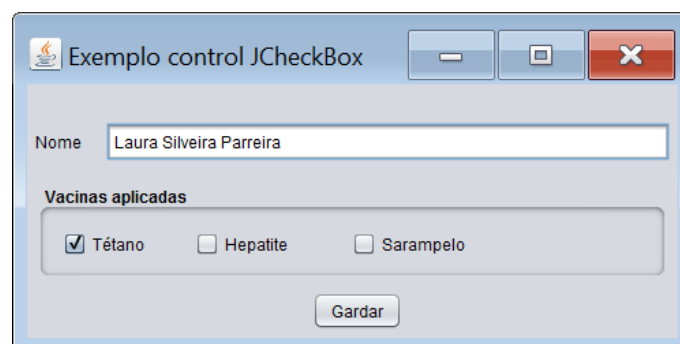 Exemplo control JCheckBox
Nome Laura Silveira Parreira
Vacinas aplicadas
Tétano Hepatite Sarampelo
Gardar